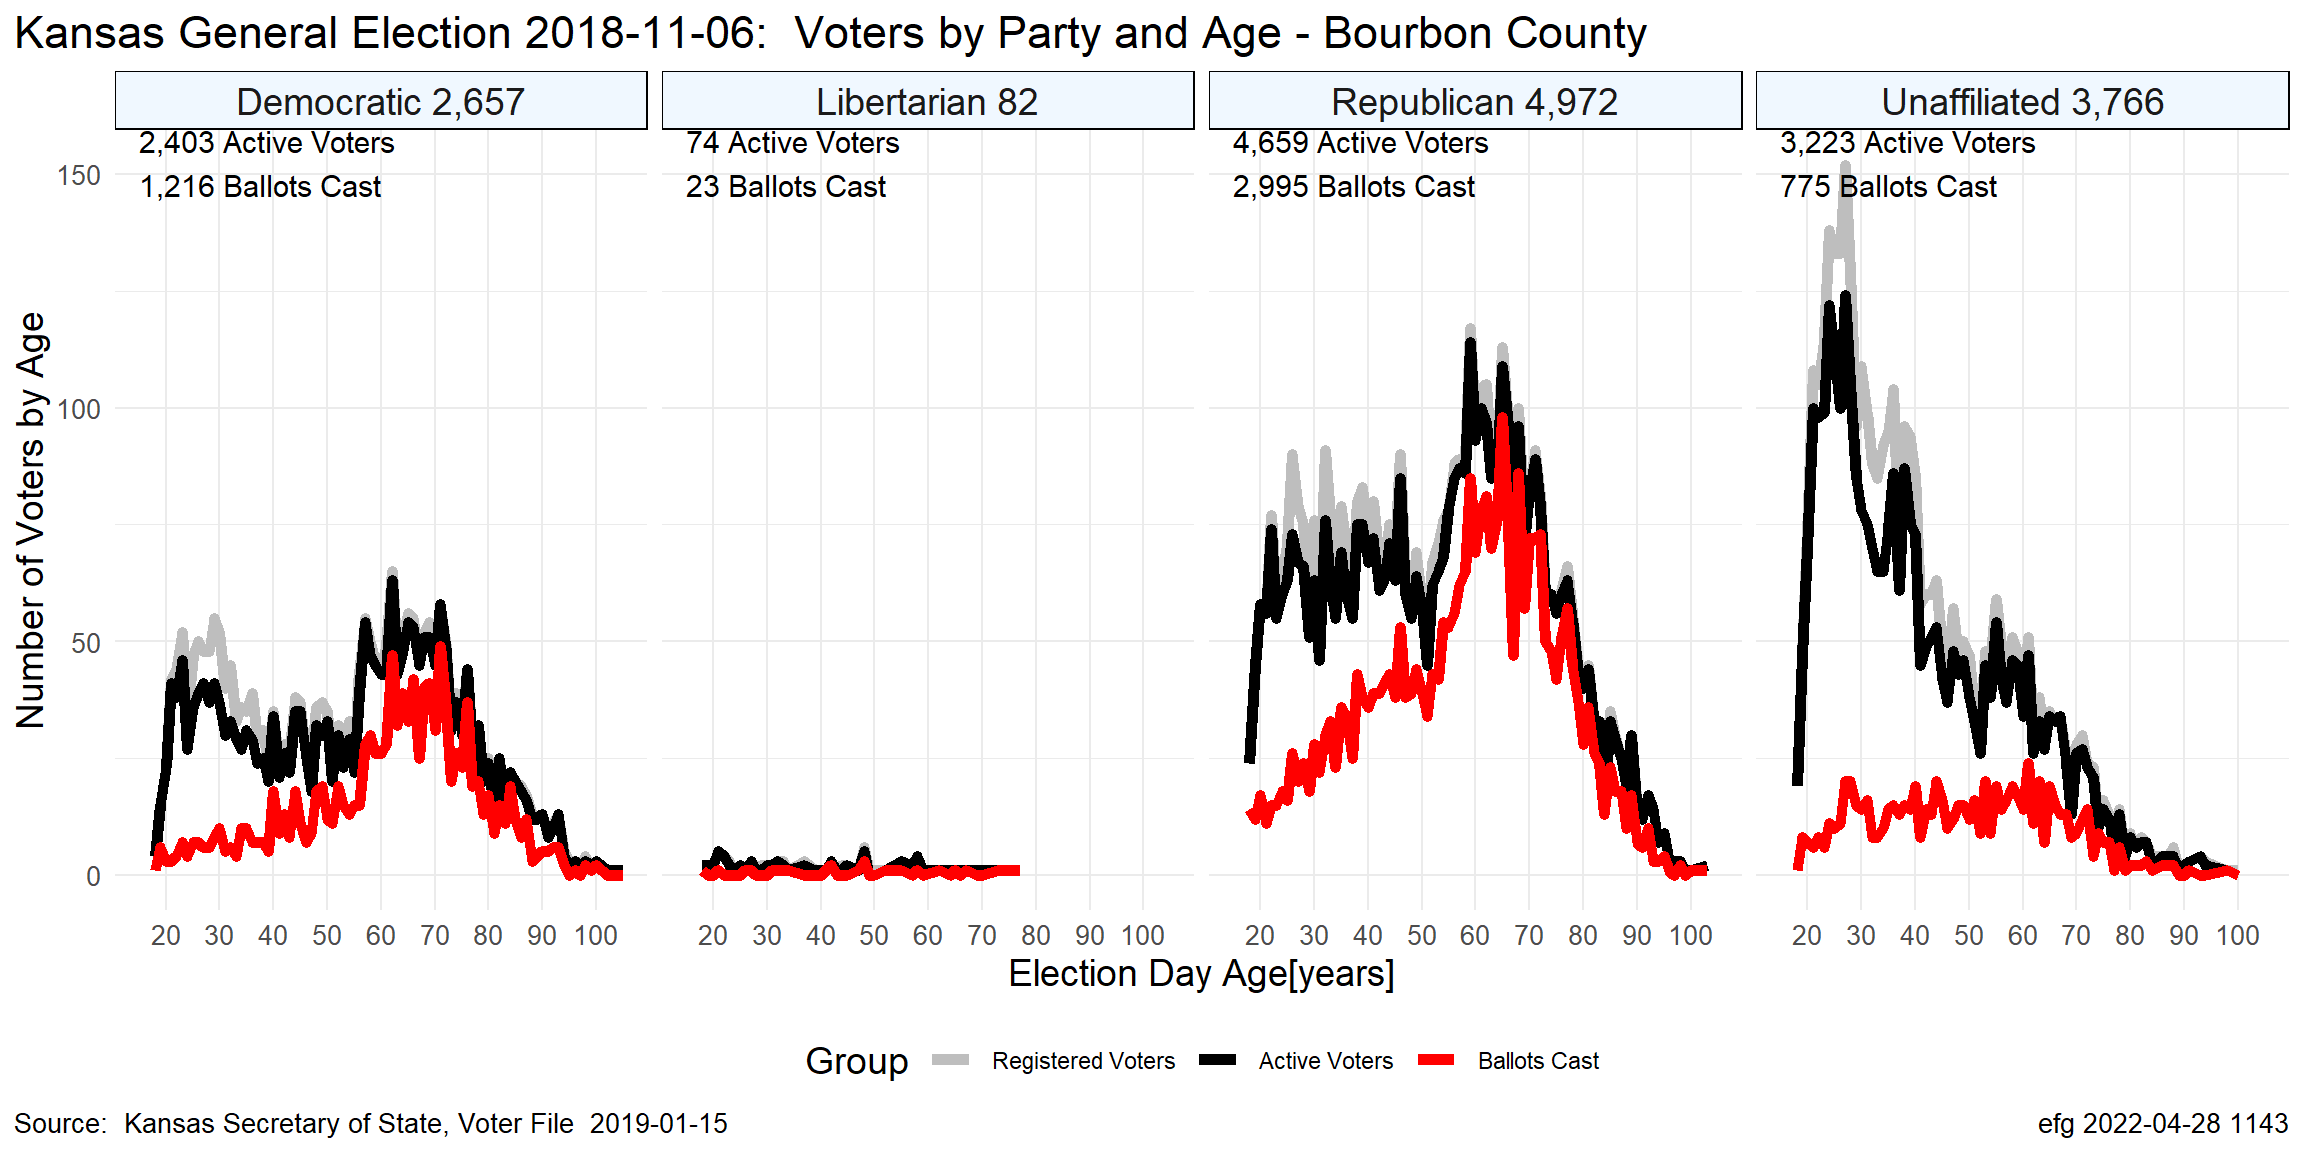 Kansas General Election 2018-11-06:  Voters by Party and Age - Bourbon County
Democratic 2,657
Libertarian 82
Republican 4,972
Unaffiliated 3,766
2,403 Active Voters
1,216 Ballots Cast
74 Active Voters
23 Ballots Cast
4,659 Active Voters
2,995 Ballots Cast
3,223 Active Voters
775 Ballots Cast
Number of Voters by Age
150
100
50
0
20 30 40 50 60 70 80 90 100
20 30 40 50 60 70 80 90 100
20 30 40 50 60 70 80 90 100
20 30 40 50 60 70 80 90 100
Election Day Age[years]
Group Registered Voters Active Voters Ballots Cast
Source:  Kansas Secretary of State, Voter File  2019-01-15
efg 2022-04-28 1143